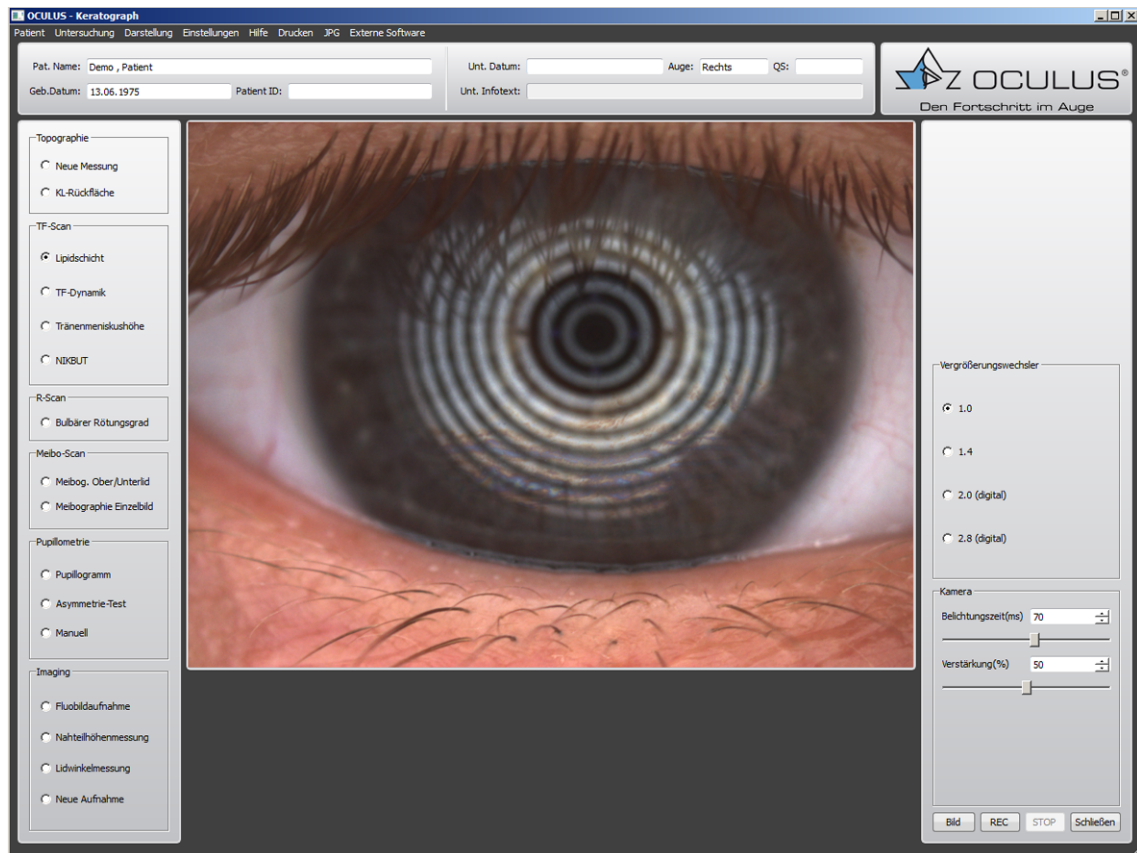 OCULUS - Keratograph
Patient Untersuchung Darstellung Einstellungen Hilfe Drucken JPG Externe Software
Pat. Name: Demo , Patient
Geb.Datum: 13.06.1975 Patient ID:
Unt. Datum: Auge: Rechts QS:
Unt. Infotext:
OCULUS®
Den Fortschritt im Auge
Topographie
Neue Messung
KL-Rückfläche
TF-Scan
Lipidschicht
TF-Dynamik
Tränenmeniskushöhe
NIKBUT
R-Scan
Bulbärer Rötungsgrad
Meibo-Scan
Meibog. Ober/Unterlid
Meibographie Einzelbild
Pupillometrie
Pupillogramm
Asymmetrie-Test
Manuell
Imaging
Fluobildaufnahme
Nahteilhöhenmessung
Lidwinkelmessung
Neue Aufnahme
Vergrößerungswechsler
1.0
1.4
2.0 (digital)
2.8 (digital)
Kamera
Belichtungszeit(ms) 70
Verstärkung(%) 50
Bild REC STOP Schließen